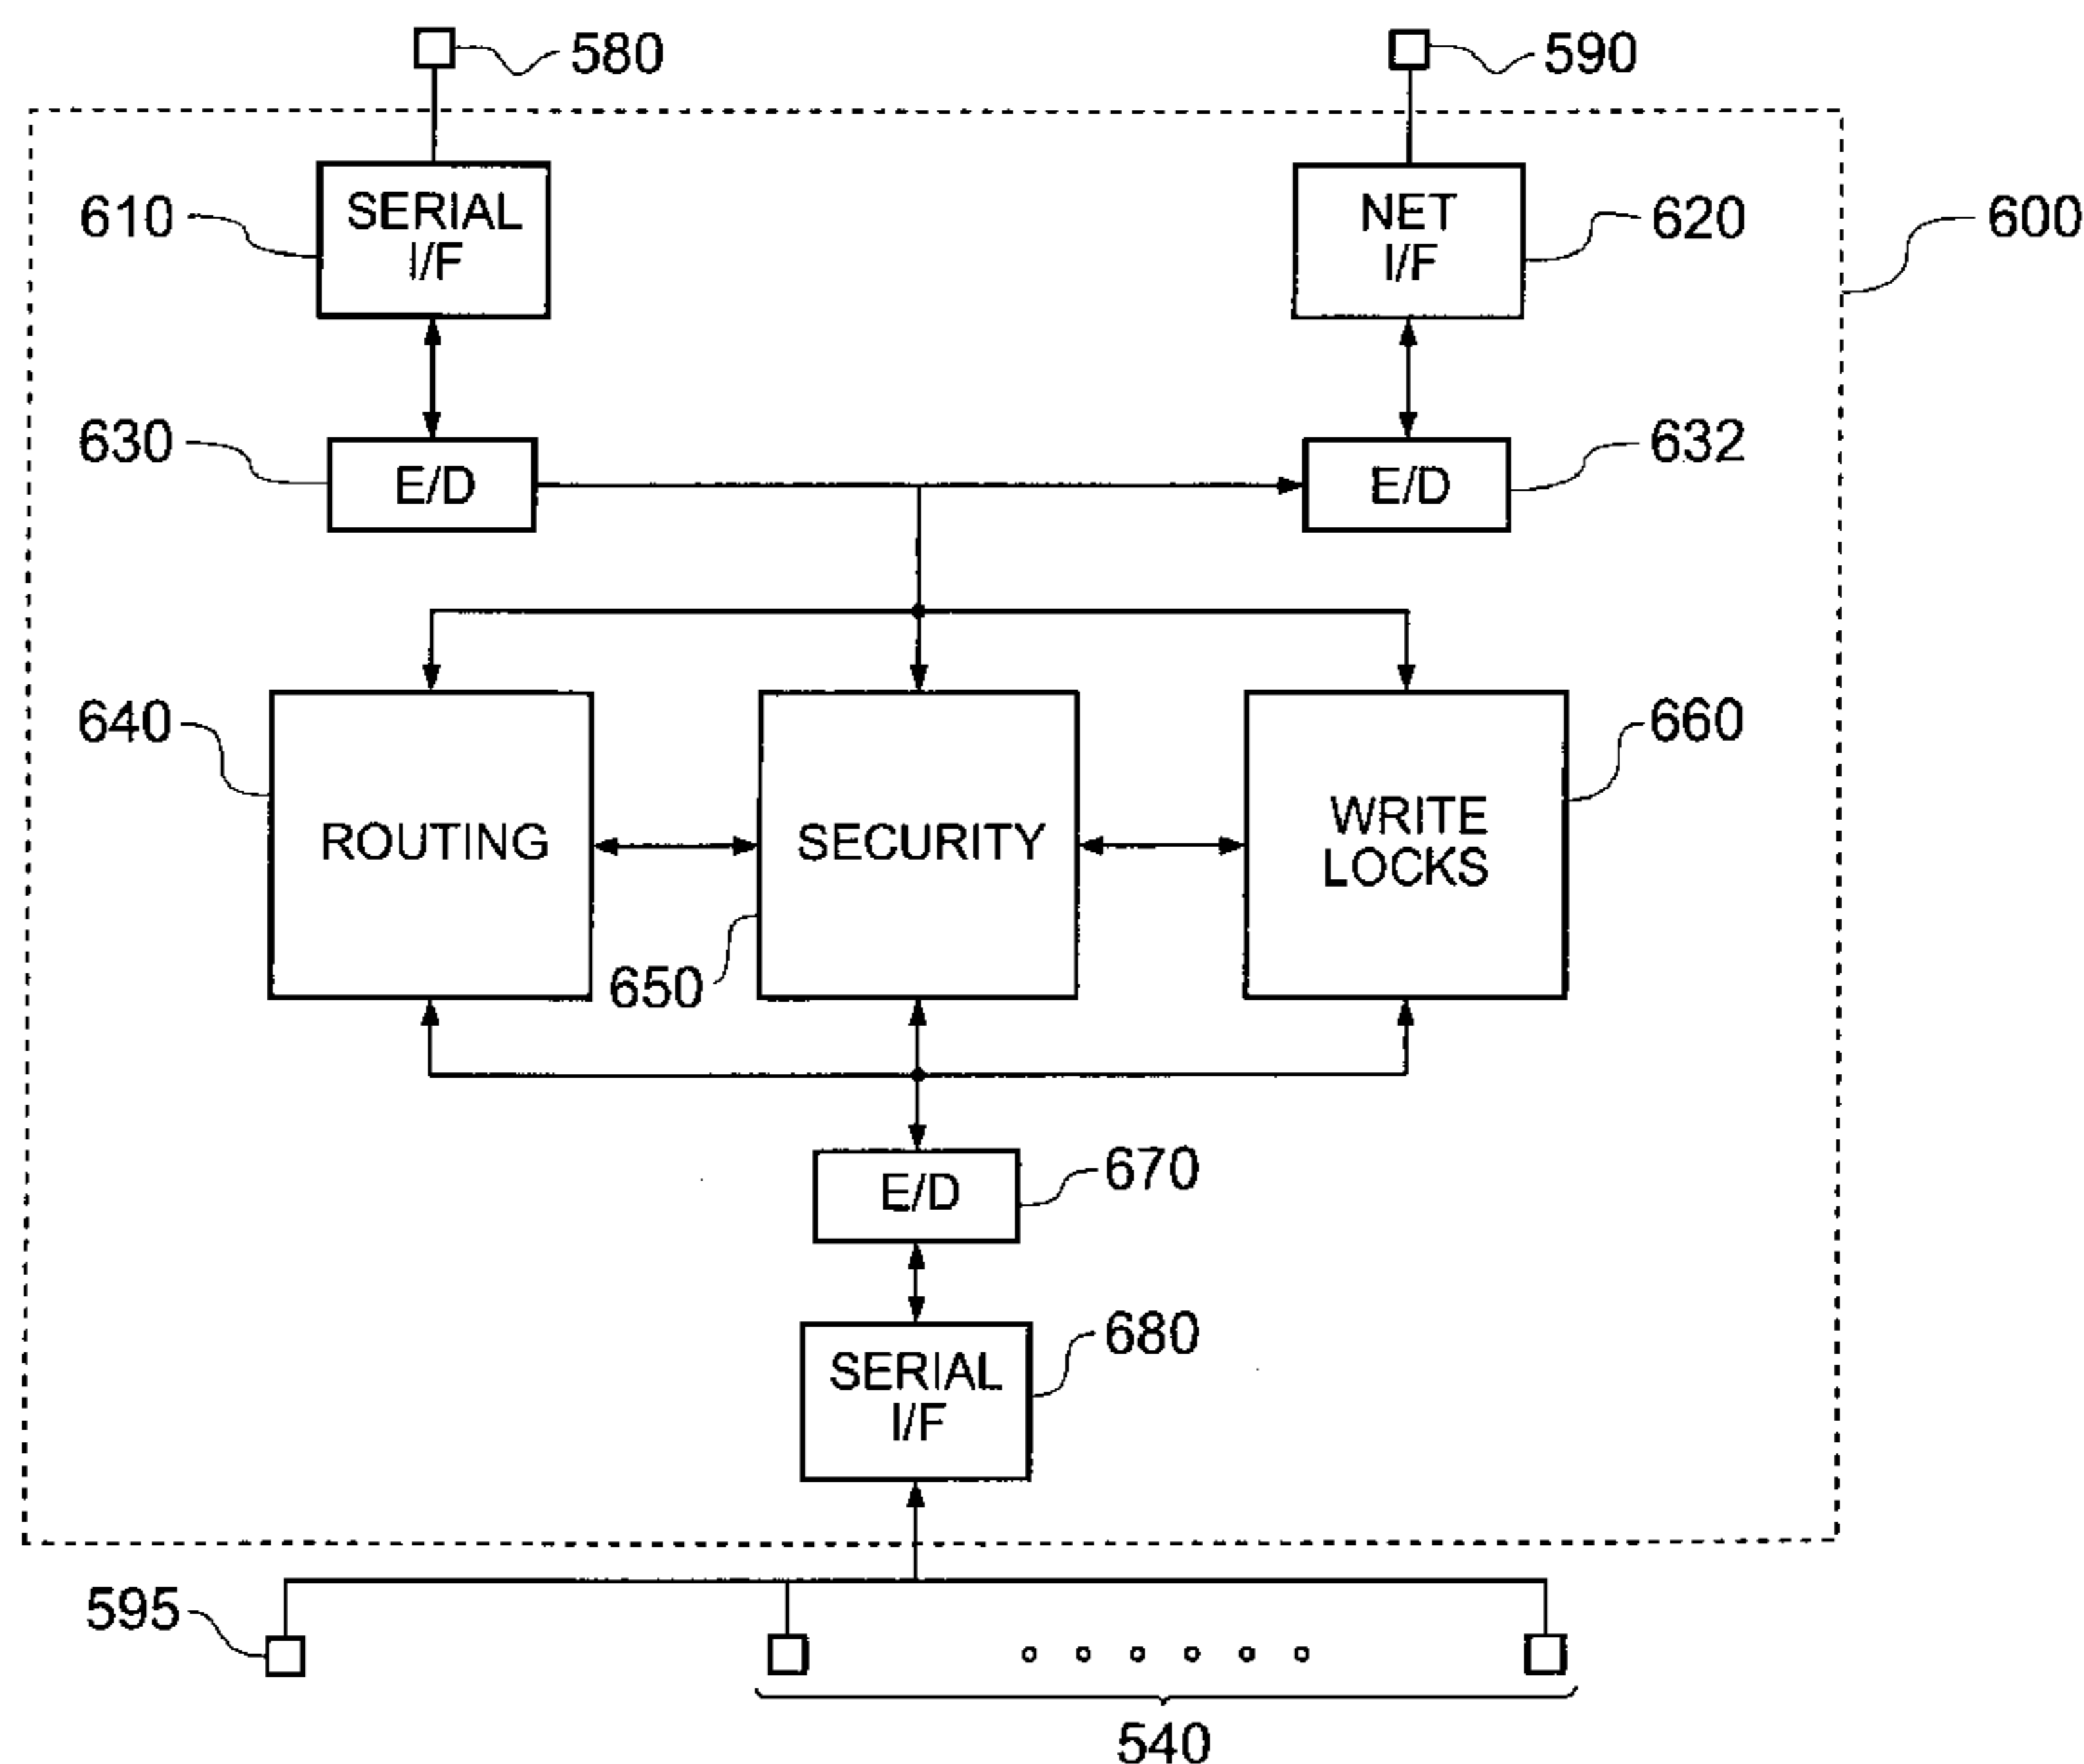 580
590
610
SERIAL
I/F
NET
I/F
620
600
630
E/D
E/D
632
640
ROUTING
650
SECURITY
WRITE
LOCKS
660
E/D
670
SERIAL
I/F
680
595
540